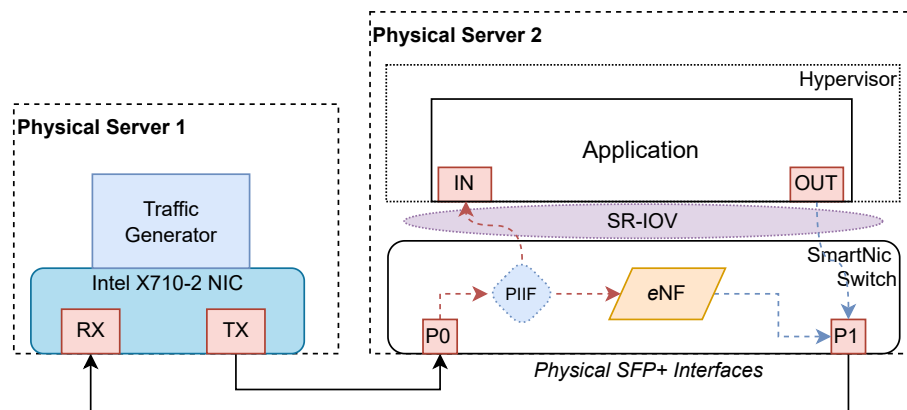 Physical Server 2
Hypervisor
Physical Server 1
Application
IN
OUT
Traffic
Generator
SR-IOV
SmartNic
Switch
Intel X710-2 NIC
PIIF
eNF
RX
TX
P0
P1
Physical SFP+ Interfaces